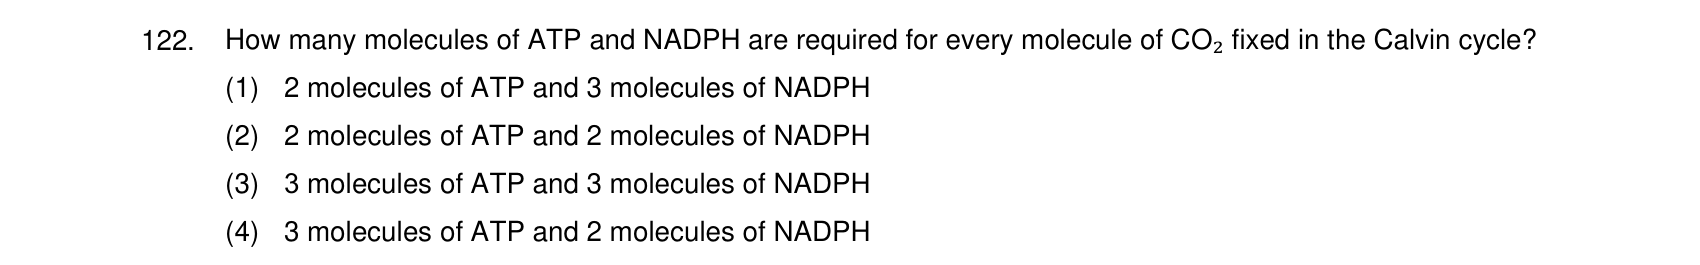 122. How many molecules of ATP and NADPH are required for every molecule of CO₂ fixed in the Calvin cycle?
(1) 2 molecules of ATP and 3 molecules of NADPH
(2) 2 molecules of ATP and 2 molecules of NADPH
(3) 3 molecules of ATP and 3 molecules of NADPH
(4) 3 molecules of ATP and 2 molecules of NADPH